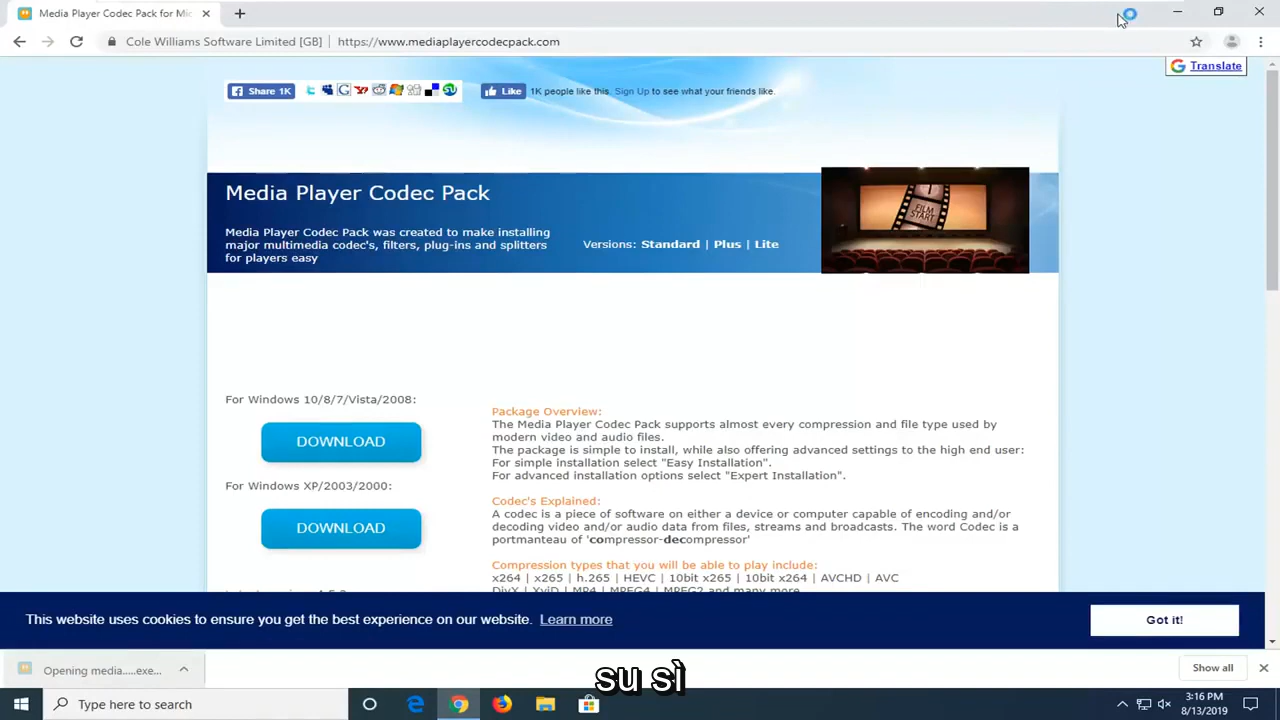 Media Player Codec Pack for Mic
Cole Williams Software Limited [GB] | https://www.mediaplayercodecpack.com
Translate
Share 1K
Like 1K people like this. Sign Up to see what your friends like.
Media Player Codec Pack
Media Player Codec Pack was created to make installing
major multimedia codec's, filters, plug-ins and splitters
for players easy
Versions: Standard | Plus | Lite
FILM
START
For Windows 10/8/7/Vista/2008:
DOWNLOAD
For Windows XP/2003/2000:
DOWNLOAD
Package Overview:
The Media Player Codec Pack supports almost every compression and file type used by
modern video and audio files.
The package is simple to install, while also offering advanced settings to the high end user:
For simple installation select "Easy Installation".
For advanced installation options select "Expert Installation".
Codec's Explained:
A codec is a piece of software on either a device or computer capable of encoding and/or
decoding video and/or audio data from files, streams and broadcasts. The word Codec is a
portmanteau of 'compressor-decompressor'
Compression types that you will be able to play include:
x264 | x265 | h.265 | HEVC | 10bit x265 | 10bit x264 | AVCHD | AVC
DivX | XviD | MP4 | MPEG4 | MPEG2 and many more
This website uses cookies to ensure you get the best experience on our website. Learn more
Got it!
Opening media.....exe...
Show all
su sì
Type here to search
3:16 PM
8/13/2019